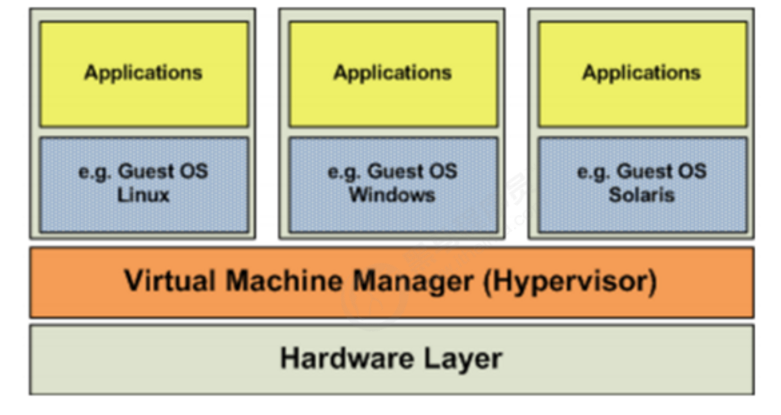 Applications
Applications
Applications
e.g. Guest OS
Linux
e.g. Guest OS
Windows
e.g. Guest OS
Solaris
Virtual Machine Manager (Hypervisor)
Hardware Layer